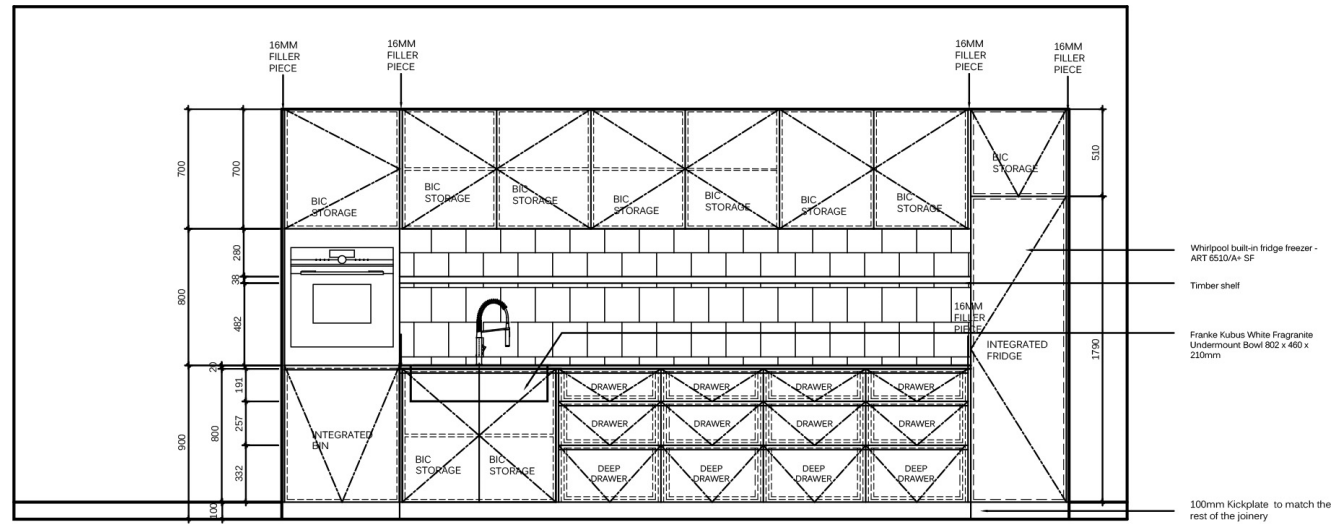 16MM
FILLER
PIECE
16MM
FILLER
PIECE
16MM
FILLER
PIECE
16MM
FILLER
PIECE
700
700
BIC
STORAGE
BIC
STORAGE
BIC
STORAGE
BIC
STORAGE
BIC
STORAGE
BIC
STORAGE
BIC
STORAGE
BIC
STORAGE
510
800
280
38
482
Whirlpool built-in fridge freezer -
ART 6510/A+ SF
Timber shelf
16MM
FILLER
PIECE
Franke Kubus White Fragranite
Undermount Bowl 802 x 460 x
210mm
INTEGRATED
FRIDGE
1790
20
191
257
332
800
900
100
INTEGRATED
BIN
BIC
STORAGE
BIC
STORAGE
DRAWER
DRAWER
DRAWER
DRAWER
DRAWER
DRAWER
DRAWER
DRAWER
DEEP
DRAWER
DEEP
DRAWER
DEEP
DRAWER
DEEP
DRAWER
100mm Kickplate to match the
rest of the joinery